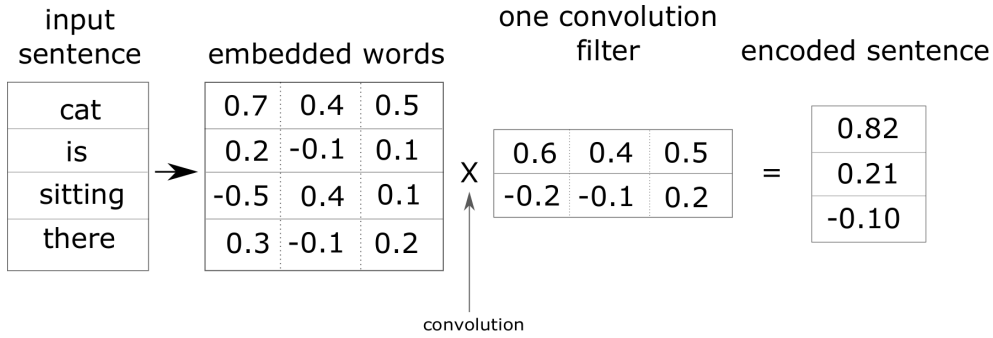 input
sentence
embedded words
one convolution
filter
encoded sentence
cat
is
sitting
there
0.7 0.4 0.5
0.2 -0.1 0.1
-0.5 0.4 0.1
0.3 -0.1 0.2
X
0.6 0.4 0.5
-0.2 -0.1 0.2
=
0.82
0.21
-0.10
convolution